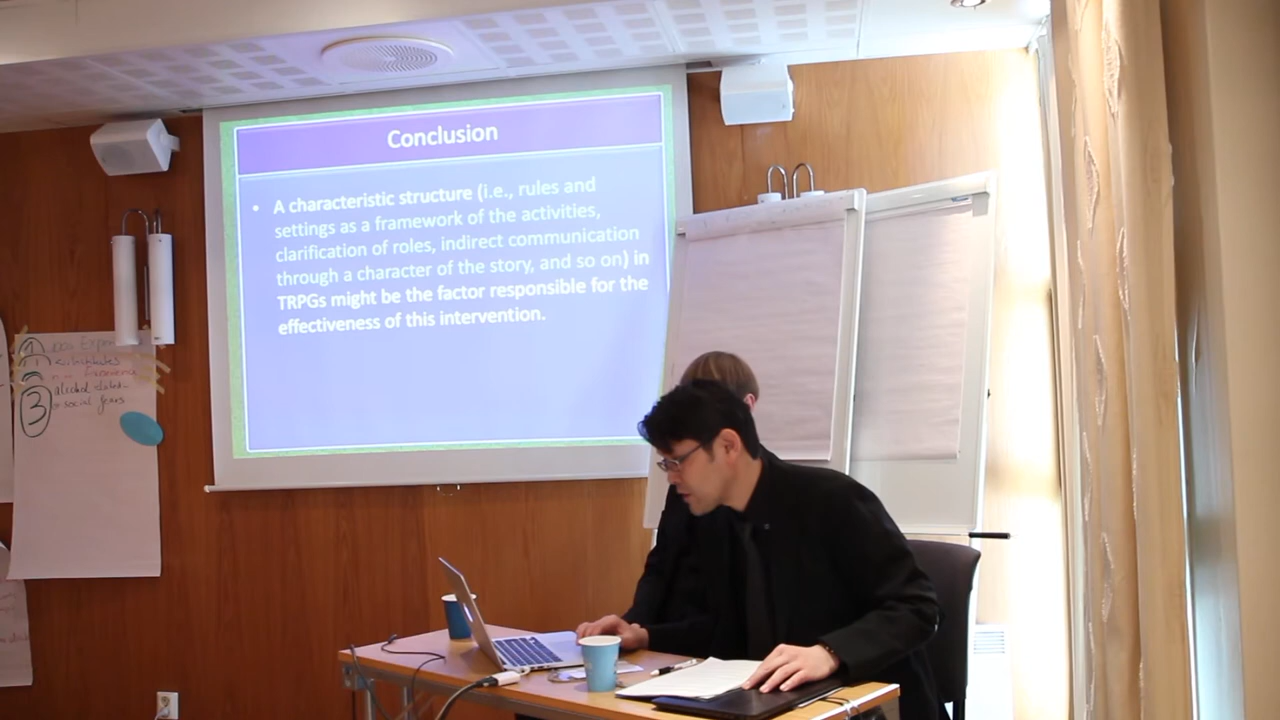 Conclusion
• A characteristic structure (i.e., rules and
settings as a framework of the activities,
clarification of roles, indirect communication
through a character of the story, and so on) in
TRPGs might be the factor responsible for the
effectiveness of this intervention.
3
social fears